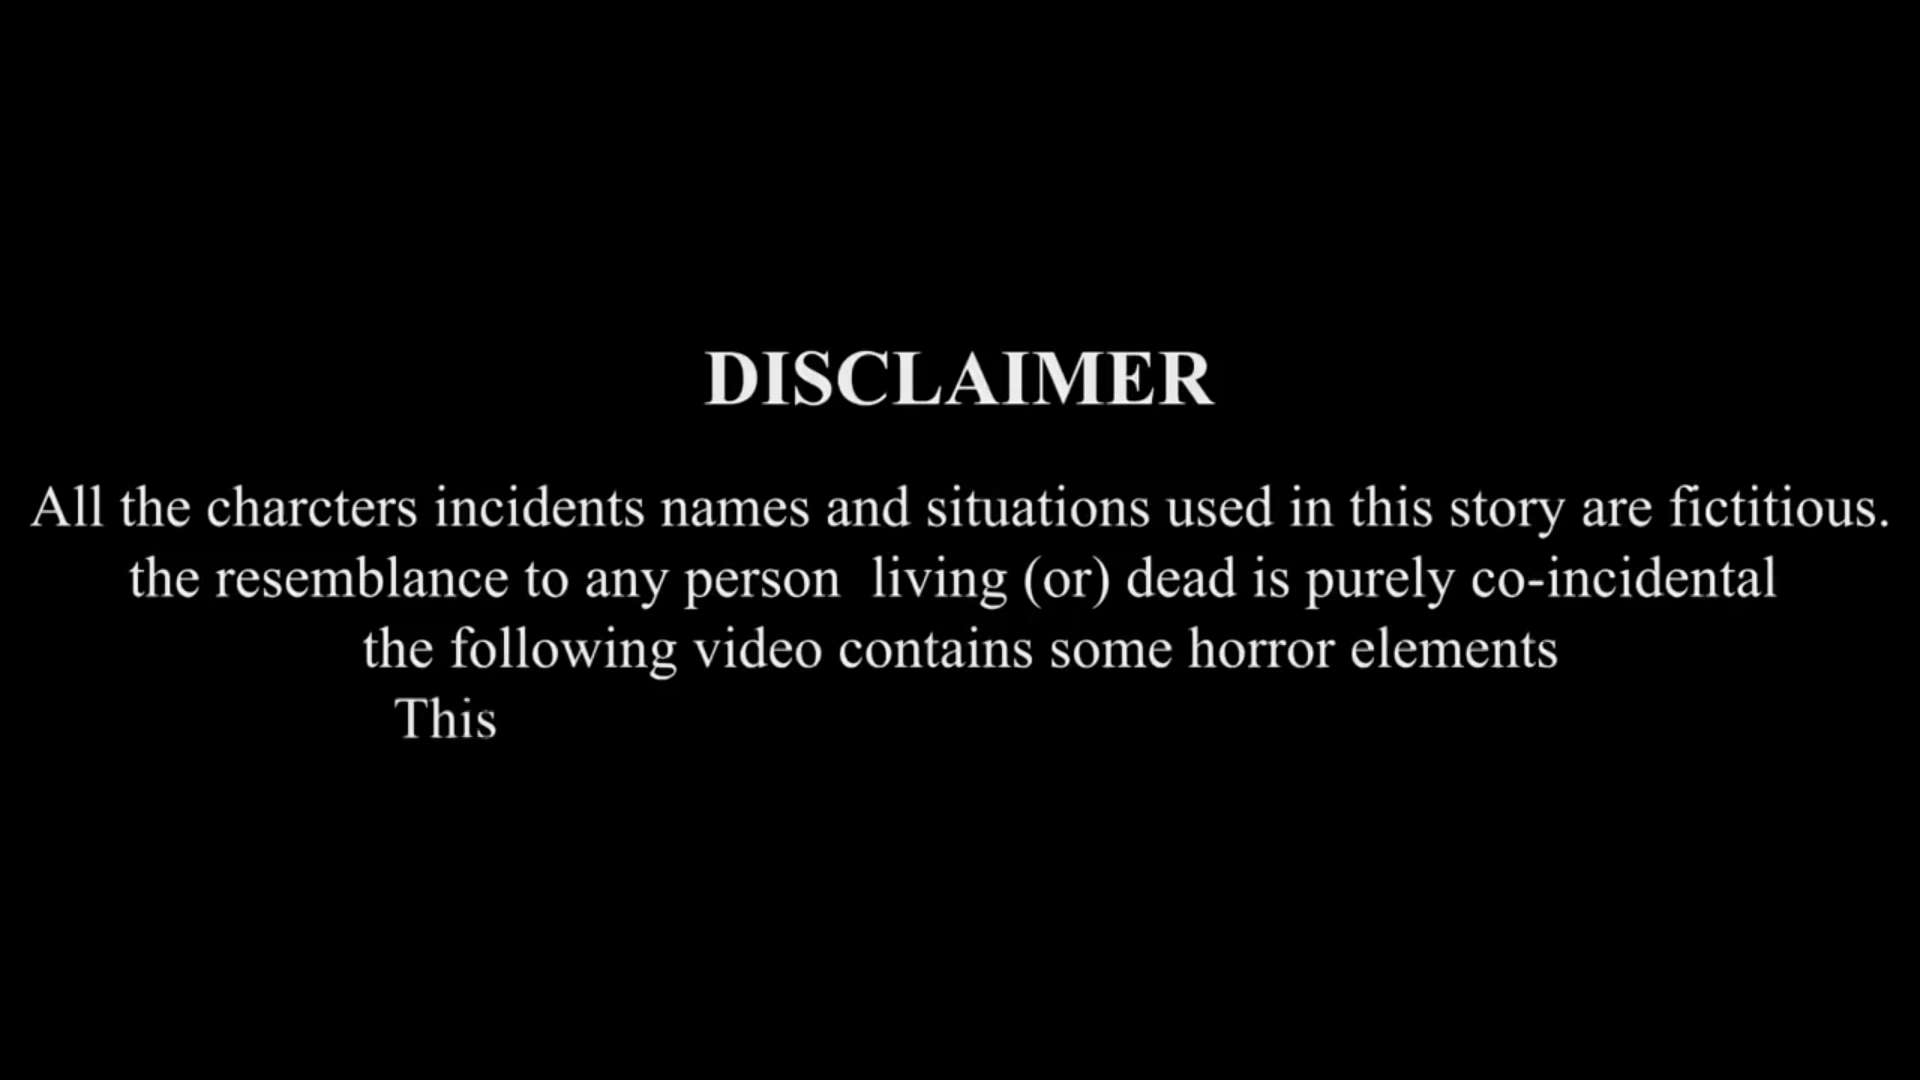 DISCLAIMER
All the charcters incidents names and situations used in this story are fictitious.
the resemblance to any person  living (or) dead is purely co-incidental
the following video contains some horror elements
This